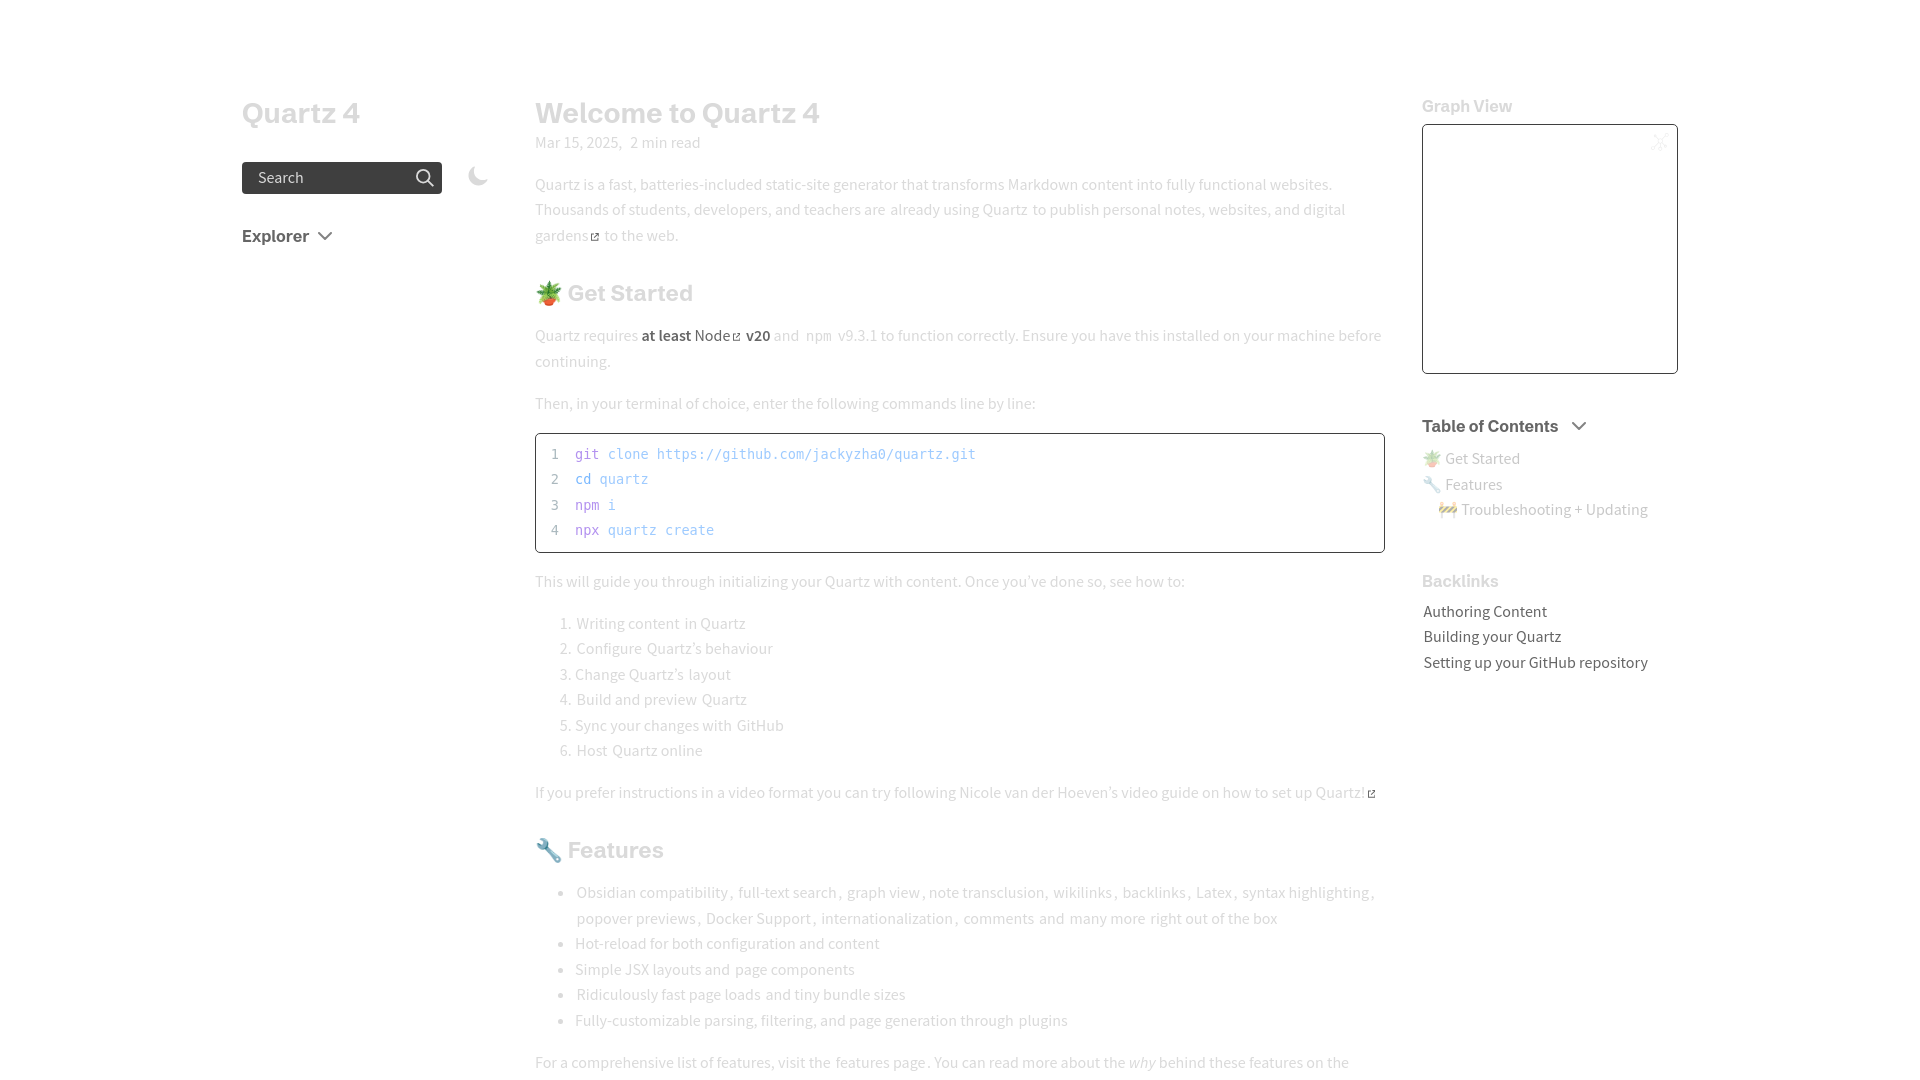 Quartz 4
Search
Explorer
Welcome to Quartz 4
Mar 15, 2025, 2 min read
Quartz is a fast, batteries-included static-site generator that transforms Markdown content into fully functional websites.
Thousands of students, developers, and teachers are already using Quartz to publish personal notes, websites, and digital
gardens to the web.
🪴 Get Started
Quartz requires at least Node v20 and npm v9.3.1 to function correctly. Ensure you have this installed on your machine before
continuing.
Then, in your terminal of choice, enter the following commands line by line:
1 git clone https://github.com/jackyzha0/quartz.git
2 cd quartz
3 npm i
4 npx quartz create
This will guide you through initializing your Quartz with content. Once you've done so, see how to:
1. Writing content in Quartz
2. Configure Quartz's behaviour
3. Change Quartz's layout
4. Build and preview Quartz
5. Sync your changes with GitHub
6. Host Quartz online
If you prefer instructions in a video format you can try following Nicole van der Hoeven's video guide on how to set up Quartz!
🔧 Features
• Obsidian compatibility, full-text search, graph view, note transclusion, wikilinks, backlinks, Latex, syntax highlighting,
popover previews, Docker Support, internationalization, comments and many more right out of the box
• Hot-reload for both configuration and content
• Simple JSX layouts and page components
• Ridiculously fast page loads and tiny bundle sizes
• Fully-customizable parsing, filtering, and page generation through plugins
For a comprehensive list of features, visit the features page. You can read more about the why behind these features on the
Graph View
Table of Contents
🪴 Get Started
🔧 Features
🚧 Troubleshooting + Updating
Backlinks
Authoring Content
Building your Quartz
Setting up your GitHub repository